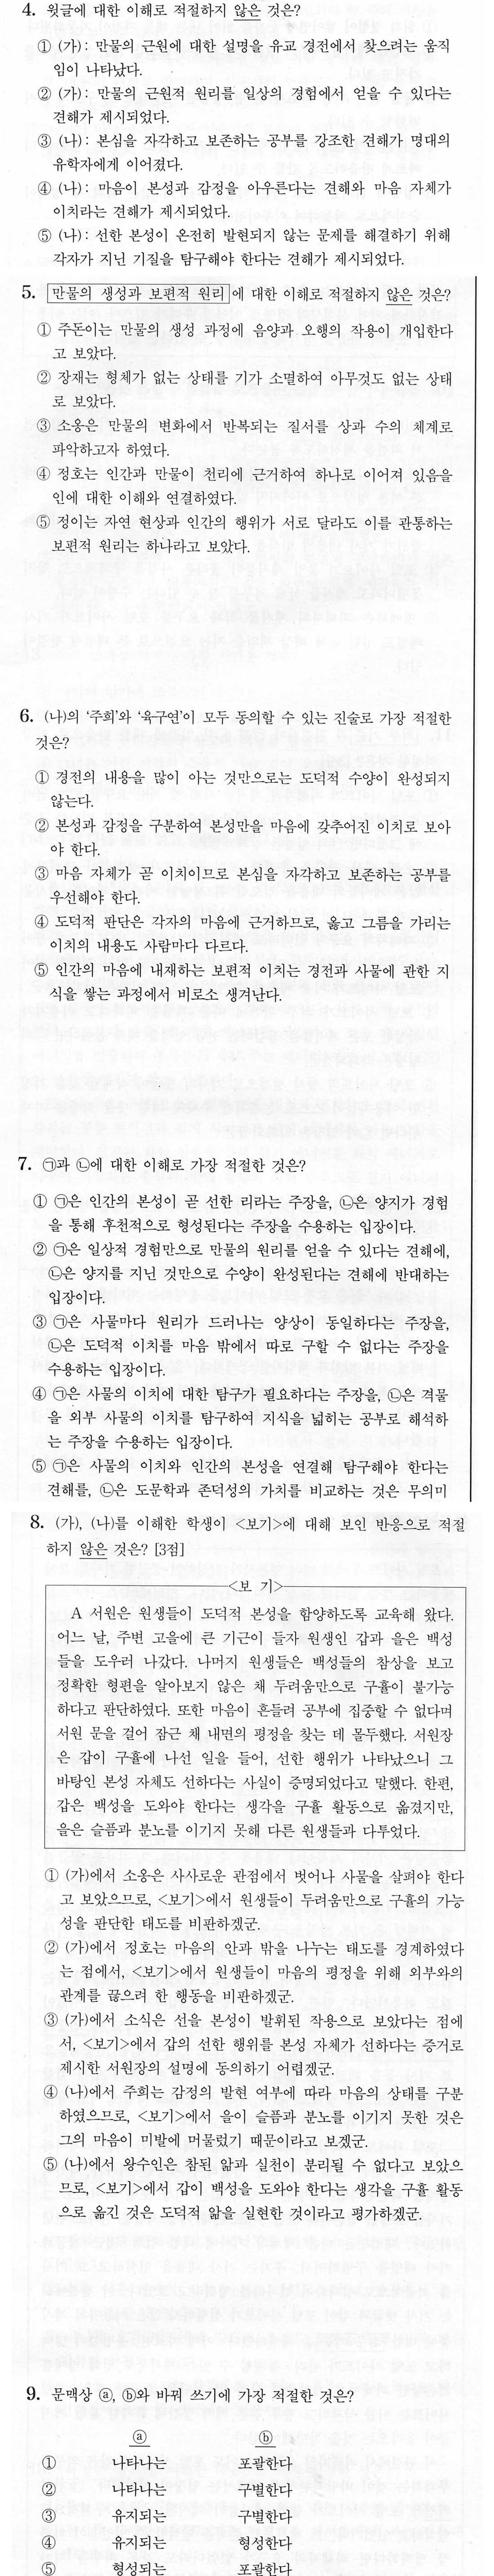 4. 윗글에 대한 이해로 적절하지 않은 것은?
① (가): 만물의 근원에 대한 설명을 유교 경전에서 찾으려는 움직
임이 나타났다.
② (가): 만물의 근원적 원리를 일상의 경험에서 얻을 수 있다는
견해가 제시되었다.
③ (나): 본심을 자각하고 보존하는 공부를 강조한 견해가 명대의
유학자에게 이어졌다.
④ (나): 마음이 본성과 감정을 아우른다는 견해와 마음 자체가
이치라는 견해가 제시되었다.
⑤ (나): 선한 본성이 온전히 발현되지 않는 문제를 해결하기 위해
각자가 지닌 기질을 탐구해야 한다는 견해가 제시되었다.
5. 만물의 생성과 보편적 원리에 대한 이해로 적절하지 않은 것은?
① 주돈이는 만물의 생성 과정에 음양과 오행의 작용이 개입한다
고 보았다.
② 장재는 형체가 없는 상태를 기가 소멸하여 아무것도 없는 상태
로 보았다.
③ 소옹은 만물의 변화에서 반복되는 질서를 상과 수의 체계로
파악하고자 하였다.
④ 정호는 인간과 만물이 천리에 근거하여 하나로 이어져 있음을
인에 대한 이해와 연결하였다.
⑤ 정이는 자연 현상과 인간의 행위가 서로 달라도 이를 관통하는
보편적 원리는 하나라고 보았다.
6. (나)의 ‘주희’와 ‘육구연’이 모두 동의할 수 있는 진술로 가장 적절한
것은?
① 경전의 내용을 많이 아는 것만으로는 도덕적 수양이 완성되지
않는다.
② 본성과 감정을 구분하여 본성만을 마음에 갖추어진 이치로 보아
야 한다.
③ 마음 자체가 곧 이치이므로 본심을 자각하고 보존하는 공부를
우선해야 한다.
④ 도덕적 판단은 각자의 마음에 근거하므로, 옳고 그름을 가리는
이치의 내용도 사람마다 다르다.
⑤ 인간의 마음에 내재하는 보편적 이치는 경전과 사물에 관한 지
식을 쌓는 과정에서 비로소 생겨난다.
7. ㉠과 ㉡에 대한 이해로 가장 적절한 것은?
① ㉠은 인간의 본성이 곧 선한 리라는 주장을, ㉡은 양지가 경험
을 통해 후천적으로 형성된다는 주장을 수용하는 입장이다.
② ㉠은 일상적 경험만으로 만물의 원리를 얻을 수 있다는 견해에,
㉡은 양지를 지닌 것만으로 수양이 완성된다는 견해에 반대하는
입장이다.
③ ㉠은 사물마다 원리가 드러나는 양상이 동일하다는 주장을,
㉡은 도덕적 이치를 마음 밖에서 따로 구할 수 없다는 주장을
수용하는 입장이다.
④ ㉠은 사물의 이치에 대한 탐구가 필요하다는 주장을, ㉡은 격물
을 외부 사물의 이치를 탐구하여 지식을 넓히는 공부로 해석하
는 주장을 수용하는 입장이다.
⑤ ㉠은 사물의 이치와 인간의 본성을 연결해 탐구해야 한다는
견해를, ㉡은 도문학과 존덕성의 가치를 비교하는 것은 무의미
8. (가), (나)를 이해한 학생이 <보기>에 대해 보인 반응으로 적절
하지 않은 것은? [3점]
<보 기>
A 서원은 원생들이 도덕적 본성을 함양하도록 교육해 왔다.
어느 날, 주변 고을에 큰 기근이 들자 원생인 갑과 을은 백성
들을 도우러 나갔다. 나머지 원생들은 백성들의 참상을 보고
정확한 형편을 알아보지 않은 채 두려움만으로 구휼이 불가능
하다고 판단하였다. 또한 마음이 흔들려 공부에 집중할 수 없다며
서원 문을 걸어 잠근 채 내면의 평정을 찾는 데 몰두했다. 서원장
은 갑이 구휼에 나선 일을 들어, 선한 행위가 나타났으니 그
바탕인 본성 자체도 선하다는 사실이 증명되었다고 말했다. 한편,
갑은 백성을 도와야 한다는 생각을 구휼 활동으로 옮겼지만,
을은 슬픔과 분노를 이기지 못해 다른 원생들과 다투었다.
① (가)에서 소옹은 사사로운 관점에서 벗어나 사물을 살펴야 한다
고 보았으므로, <보기>에서 원생들이 두려움만으로 구휼의 가능
성을 판단한 태도를 비판하겠군.
② (가)에서 정호는 마음의 안과 밖을 나누는 태도를 경계하였다
는 점에서, <보기>에서 원생들이 마음의 평정을 위해 외부와의
관계를 끊으려 한 행동을 비판하겠군.
③ (가)에서 소식은 선을 본성이 발휘된 작용으로 보았다는 점에
서, <보기>에서 갑의 선한 행위를 본성 자체가 선하다는 증거로
제시한 서원장의 설명에 동의하기 어렵겠군.
④ (나)에서 주희는 감정의 발현 여부에 따라 마음의 상태를 구분
하였으므로, <보기>에서 을이 슬픔과 분노를 이기지 못한 것은
그의 마음이 미발에 머물렀기 때문이라고 보겠군.
⑤ (나)에서 왕수인은 참된 앎과 실천이 분리될 수 없다고 보았으
므로, <보기>에서 갑이 백성을 도와야 한다는 생각을 구휼 활동
으로 옮긴 것은 도덕적 앎을 실현한 것이라고 평가하겠군.
9. 문맥상 ⓐ, ⓑ와 바꿔 쓰기에 가장 적절한 것은?
ⓐ ⓑ
① 나타나는 포괄한다
② 나타나는 구별한다
③ 유지되는 구별한다
④ 유지되는 형성한다
⑤ 형성되는 포괄한다